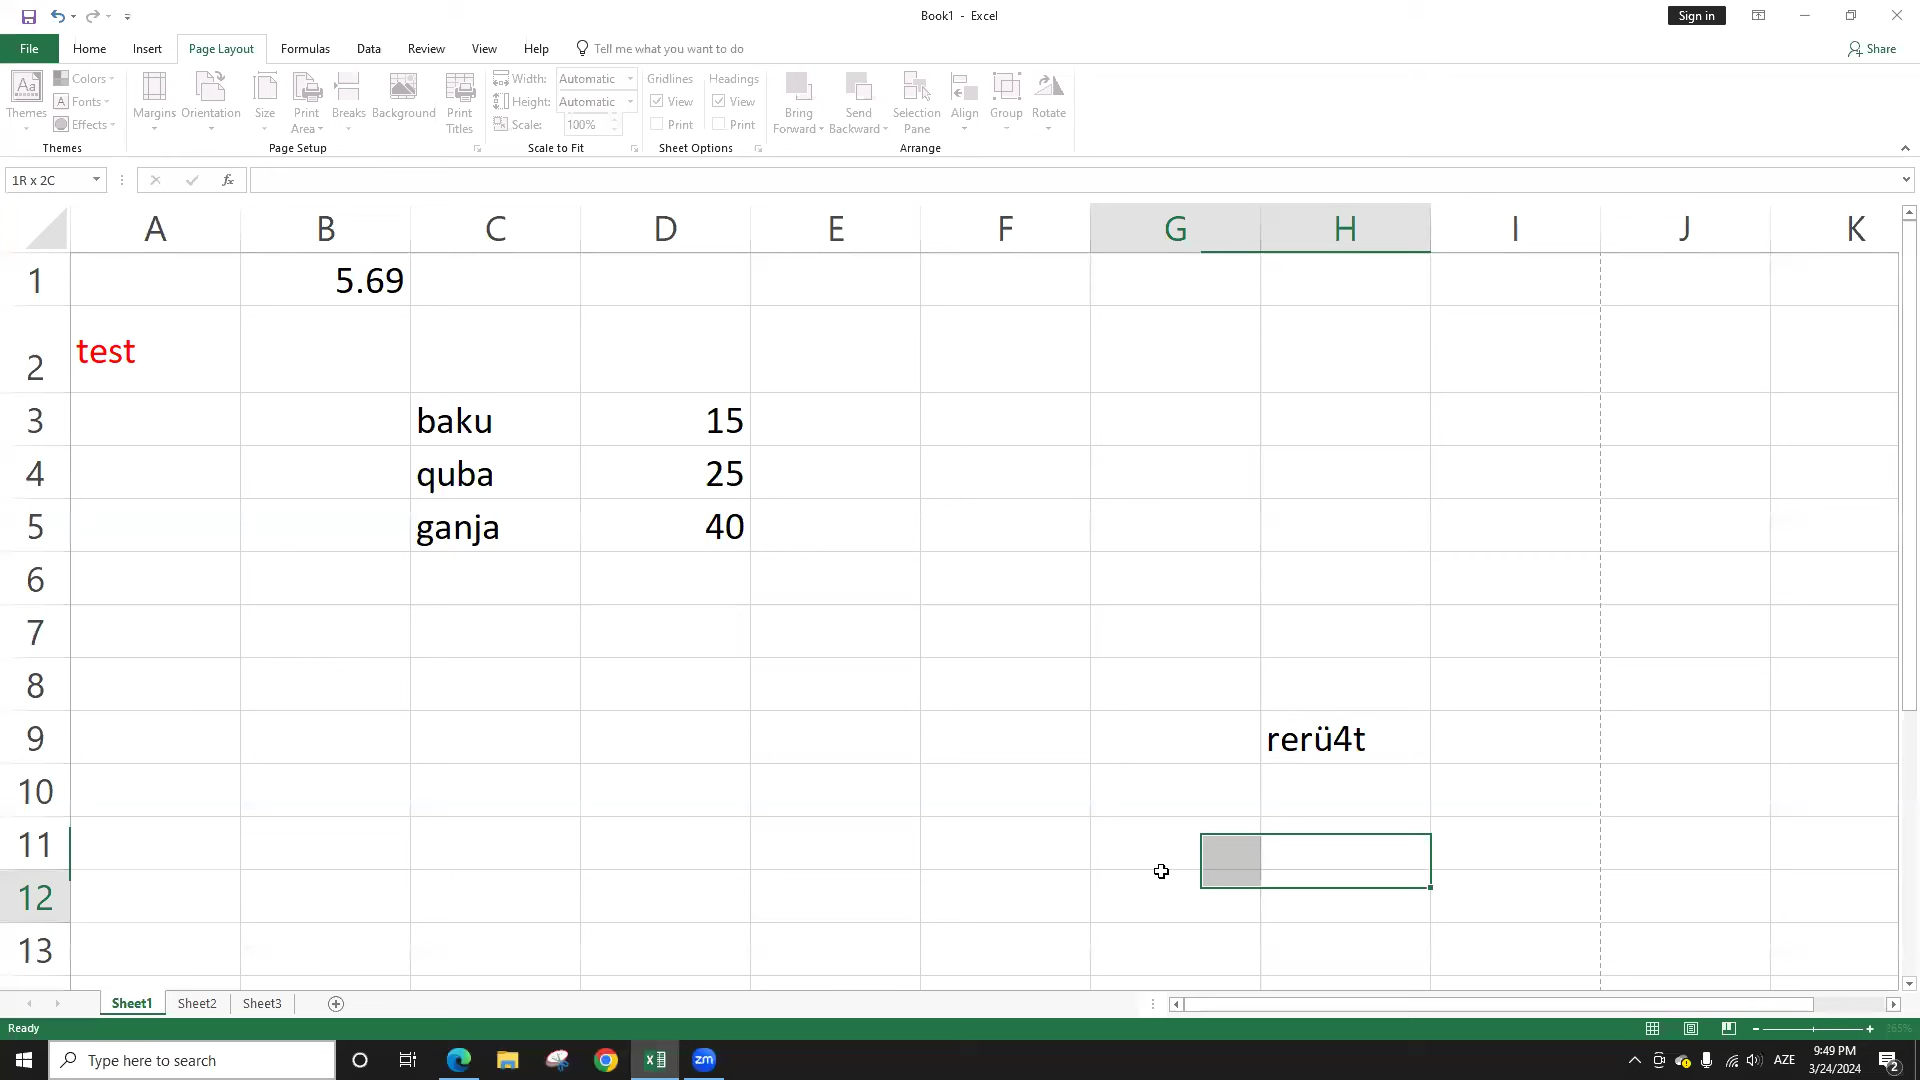 Book1 - Excel
Sign in
File Home Insert Page Layout Formulas Data Review View Help Tell me what you want to do Share
Themes Colors Fonts Effects Themes
Margins Orientation Size Print Area Breaks Background Print Titles Page Setup
Width: Automatic
Height: Automatic
Scale: 100%
Scale to Fit
Gridlines Headings
View View
Print Print
Sheet Options
Bring Forward Send Backward Selection Pane Align Group Rotate
Arrange
1R x 2C fx
A B C D E F G H I J K
1 5.69
2 test
3 baku 15
4 quba 25
5 ganja 40
6
7
8
9 rerü4t
10
11
12
13
Sheet1 Sheet2 Sheet3
Ready 265%
Type here to search
zm
AZE
9:49 PM
3/24/2024
2